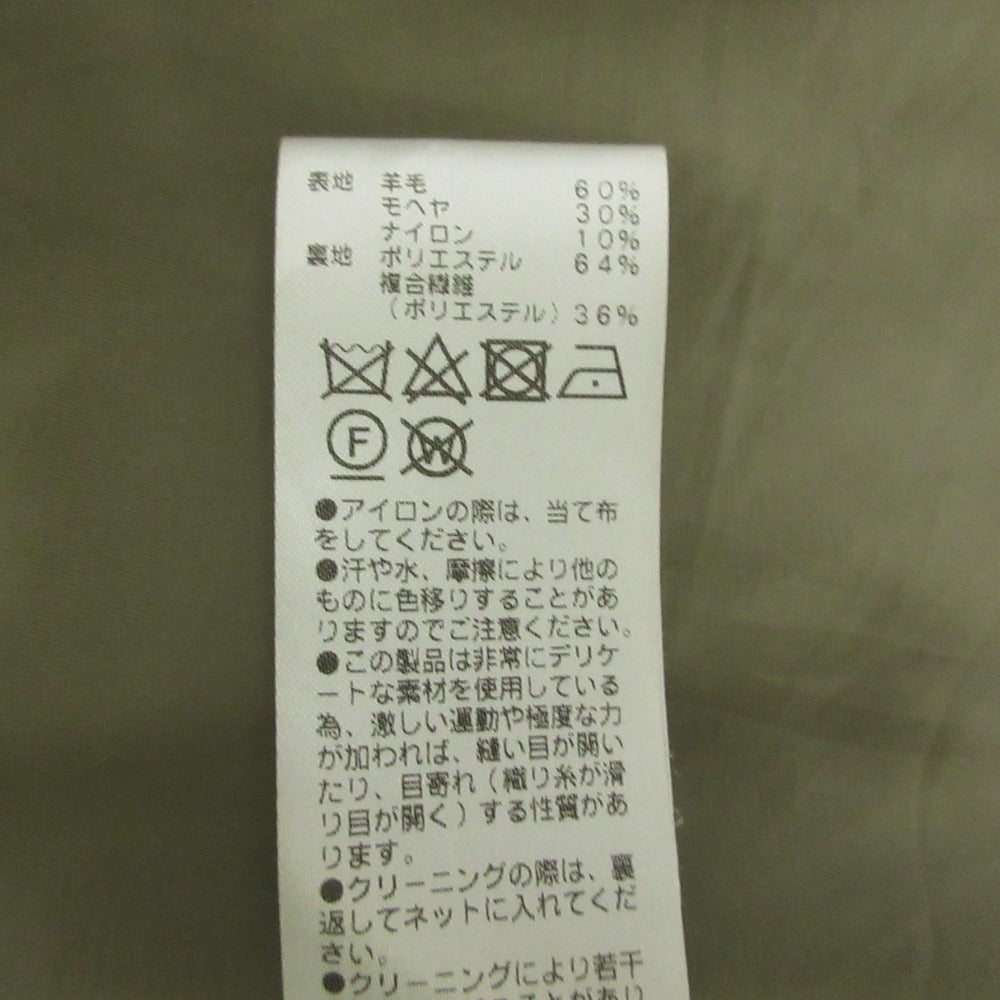 表地 羊毛 60%
モヘヤ 30%
ナイロン 10%
裏地 ポリエステル 64%
複合繊維
(ポリエステル) 36%
F W
●アイロンの際は、当て布
をしてください。
●汗や水、摩擦により他の
ものに色移りすることがあ
りますのでご注意ください。
●この製品は非常にデリケ
ートな素材を使用している
為、激しい運動や極度な力
が加われば、縫い目が開い
たり、目寄れ(織り糸が滑
り目が開く)する性質があ
ります。
●クリーニングの際は、裏
返してネットに入れてくだ
さい。
●クリーニングにより若干
ことがあり